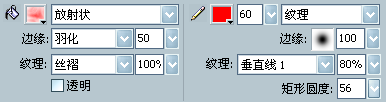 放射状
边缘: 羽化 50
纹理: 丝褶 100%
透明
60 纹理
边缘: 100
纹理: 垂直线 1 80%
矩形圆度: 56